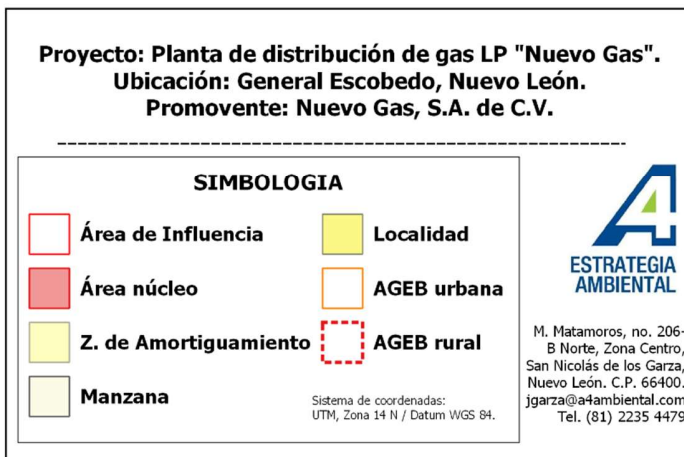 Proyecto: Planta de distribución de gas LP "Nuevo Gas".
Ubicación: General Escobedo, Nuevo León.
Promovente: Nuevo Gas, S.A. de C.V.
SIMBOLOGIA
Área de Influencia
Área núcleo
Z. de Amortiguamiento
Manzana
Localidad
AGEB urbana
AGEB rural
Sistema de coordenadas:
UTM, Zona 14 N / Datum WGS 84.
A4
ESTRATEGIA
AMBIENTAL
M. Matamoros, no. 206-
B Norte, Zona Centro,
San Nicolás de los Garza,
Nuevo León. C.P. 66400.
jgarza@a4ambiental.com
Tel. (81) 2235 4479